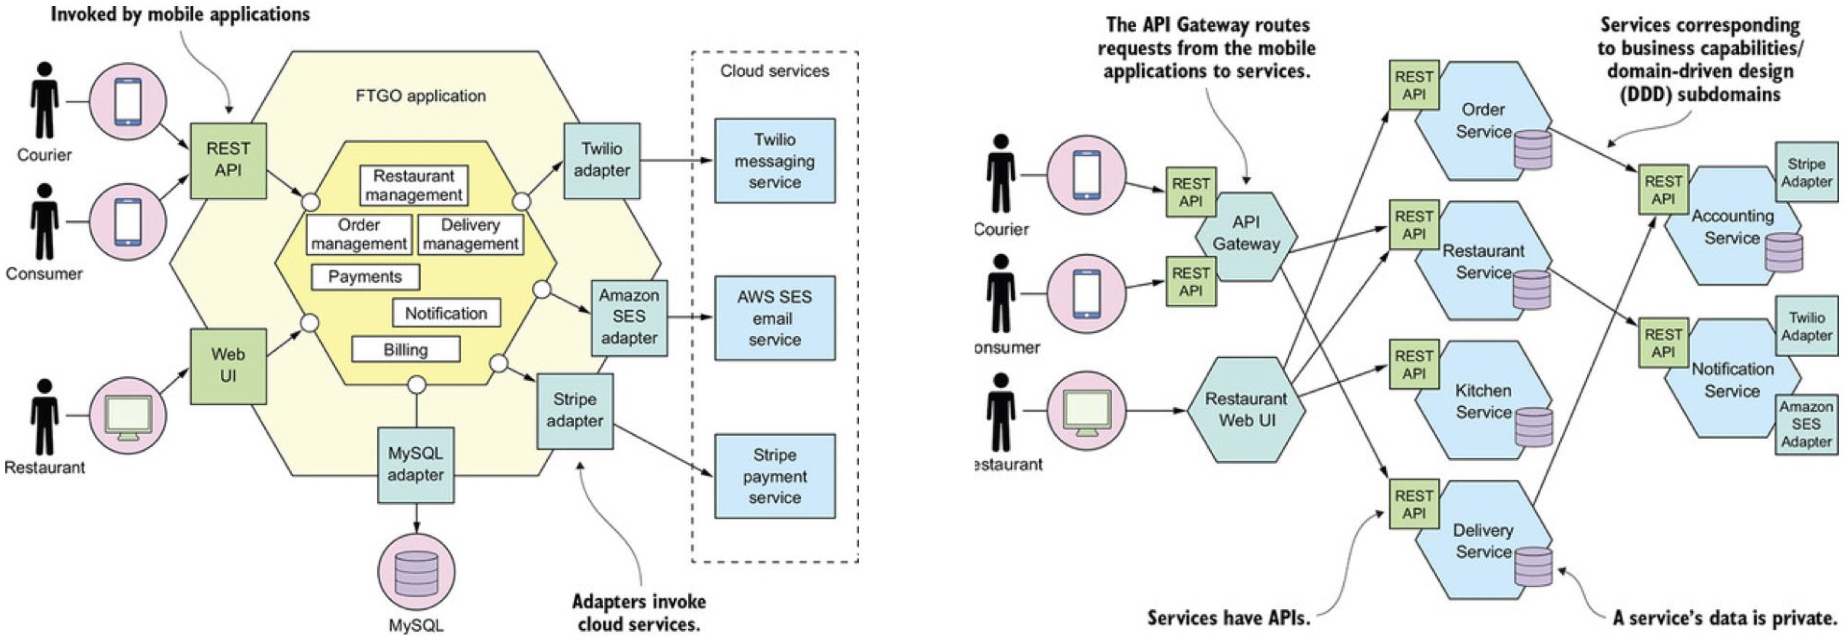 Invoked by mobile applications
FTGO application
Courier
Consumer
Restaurant
REST
API
Web
UI
Restaurant
management
Order
management
Delivery
management
Payments
Notification
Billing
Twilio
adapter
Amazon
SES
adapter
Stripe
adapter
MySQL
adapter
MySQL
Cloud services
Twilio
messaging
service
AWS SES
email
service
Stripe
payment
service
Adapters invoke
cloud services.
The API Gateway routes
requests from the mobile
applications to services.
Services corresponding
to business capabilities/
domain-driven design
(DDD) subdomains
Courier
onsumer
estaurant
REST
API
REST
API
API
Gateway
Restaurant
Web UI
REST
API
Order
Service
REST
API
Restaurant
Service
REST
API
Kitchen
Service
REST
API
Delivery
Service
REST
API
Accounting
Service
Stripe
Adapter
REST
API
Notification
Service
Twilio
Adapter
Amazon
SES
Adapter
Services have APIs.
A service's data is private.